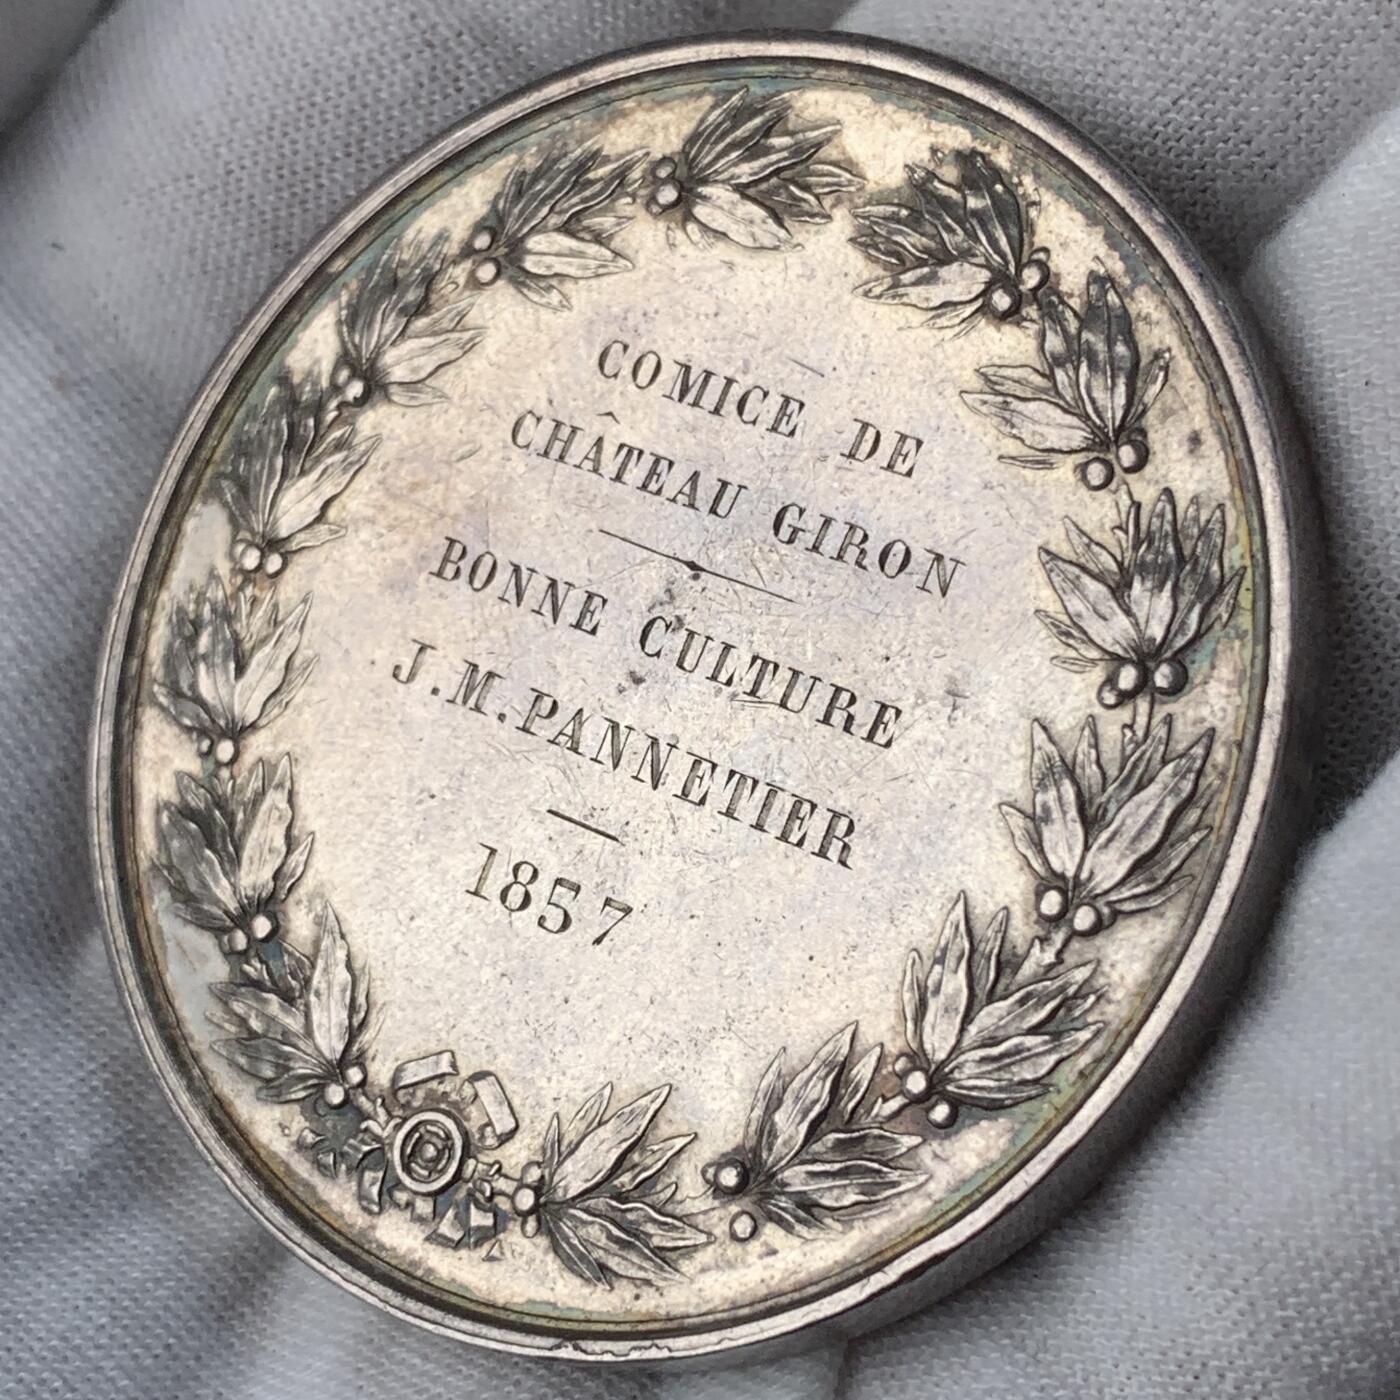 COMICE DE
CHÂTEAU GIRON
BONNE CULTURE
J.M.PANNETIER
1857